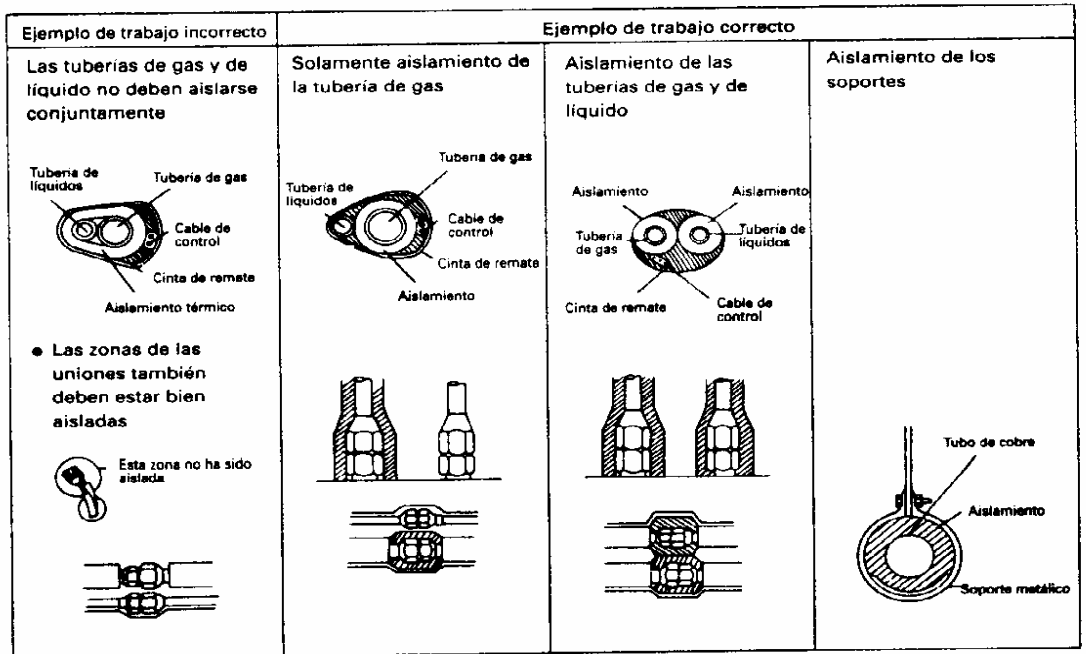 Ejemplo de trabajo incorrecto
Ejemplo de trabajo correcto
Las tuberías de gas y de
líquido no deben aislarse
conjuntamente
Tubería de
líquidos
Tubería de gas
Cable de
control
Cinta de remate
Aislamiento térmico
● Las zonas de las
uniones también
deben estar bien
aisladas
Esta zona no ha sido
aislada
Solamente aislamiento de
la tubería de gas
Tubería de gas
Tubería de
líquidos
Cable de
control
Cinta de remate
Aislamiento
Aislamiento de las
tuberias de gas y de
líquido
Aislamiento
Aislamiento
Tubería
de gas
Tubería de
líquidos
Cinta de remate
Cable de
control
Aislamiento de los
soportes
Tubo de cobre
Aislamiento
Soporte metálico